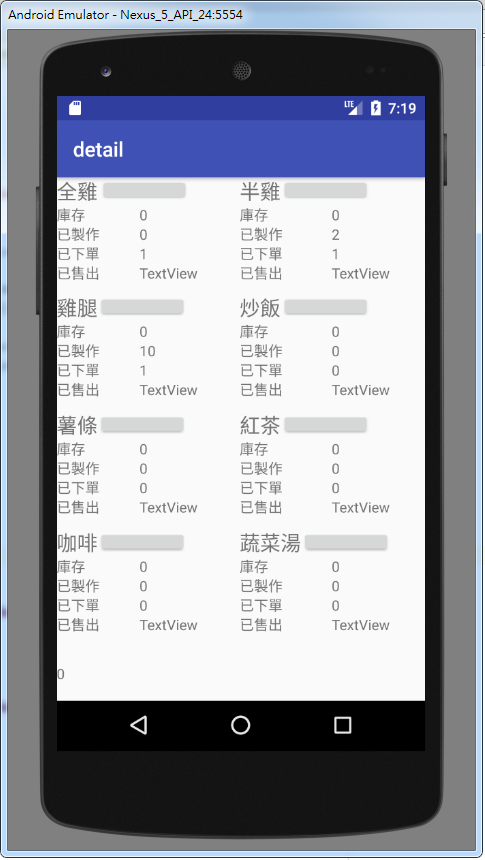 Android Emulator - Nexus_5_API_24:5554
LTE 7:19
detail
全雞 半雞
庫存 0 庫存 0
已製作 0 已製作 2
已下單 1 已下單 1
已售出 TextView 已售出 TextView
雞腿 炒飯
庫存 0 庫存 0
已製作 10 已製作 0
已下單 1 已下單 0
已售出 TextView 已售出 TextView
薯條 紅茶
庫存 0 庫存 0
已製作 0 已製作 0
已下單 0 已下單 0
已售出 TextView 已售出 TextView
咖啡 蔬菜湯
庫存 0 庫存 0
已製作 0 已製作 0
已下單 0 已下單 0
已售出 TextView 已售出 TextView
0